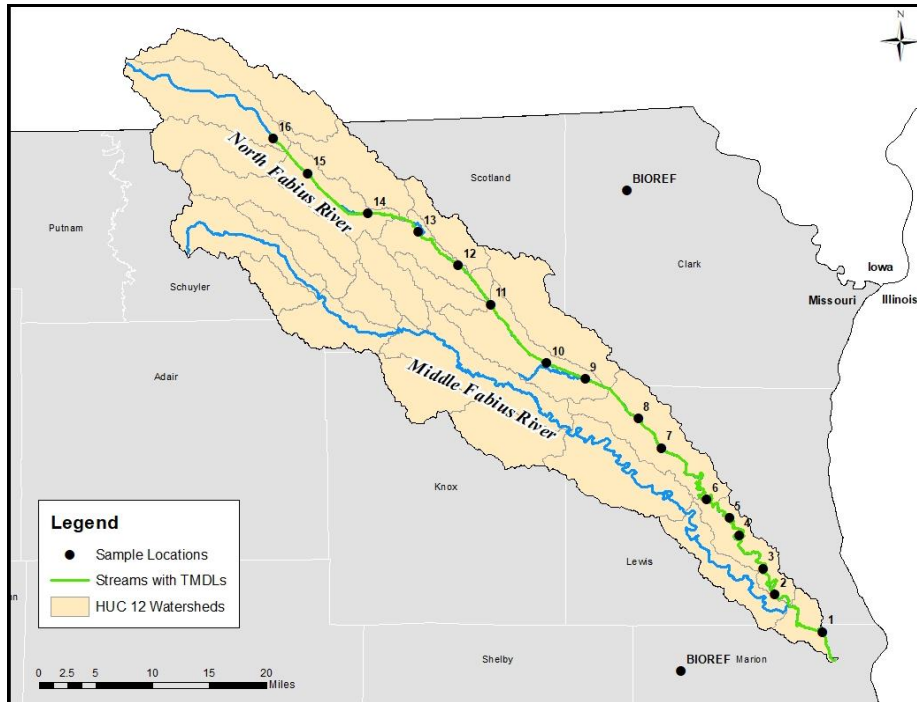 N
16
North Fabius River
15
14
13
12
11
10
9
8
7
6
5
4
3
2
1
Scotland
BIOREF
Putnam
Clark
Iowa
Schuyler
Missouri
Illinois
Adair
Middle Fabius River
Knox
Lewis
Shelby
BIOREF
Marion
Legend
Sample Locations
Streams with TMDLs
HUC 12 Watersheds
0 2.5 5 10 15 20
Miles